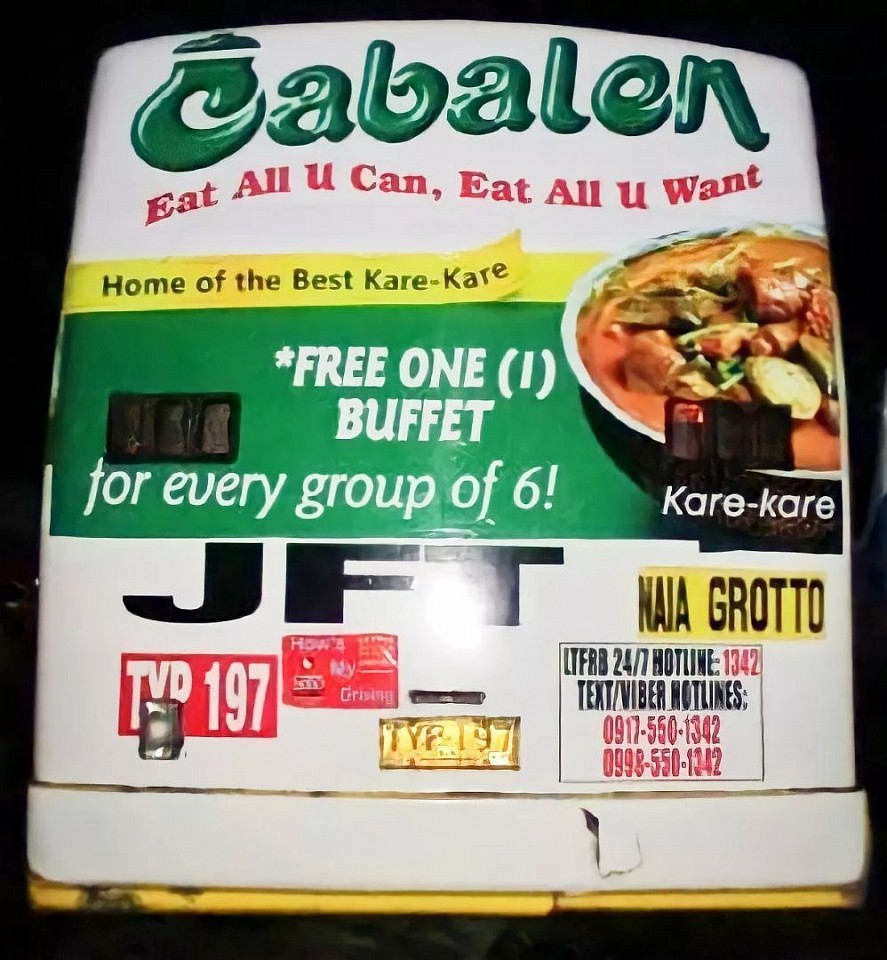 Cabalen
Eat All U Can, Eat All U Want
Home of the Best Kare-Kare
*FREE ONE (1)
BUFFET
for every group of 6!
Kare-kare
JFT
NAIA GROTTO
LTFRB 24/7 HOTLINE: 1342
TEXT/VIBER HOTLINES:
0917-550-1342
0998-550-1342
197
How's
My